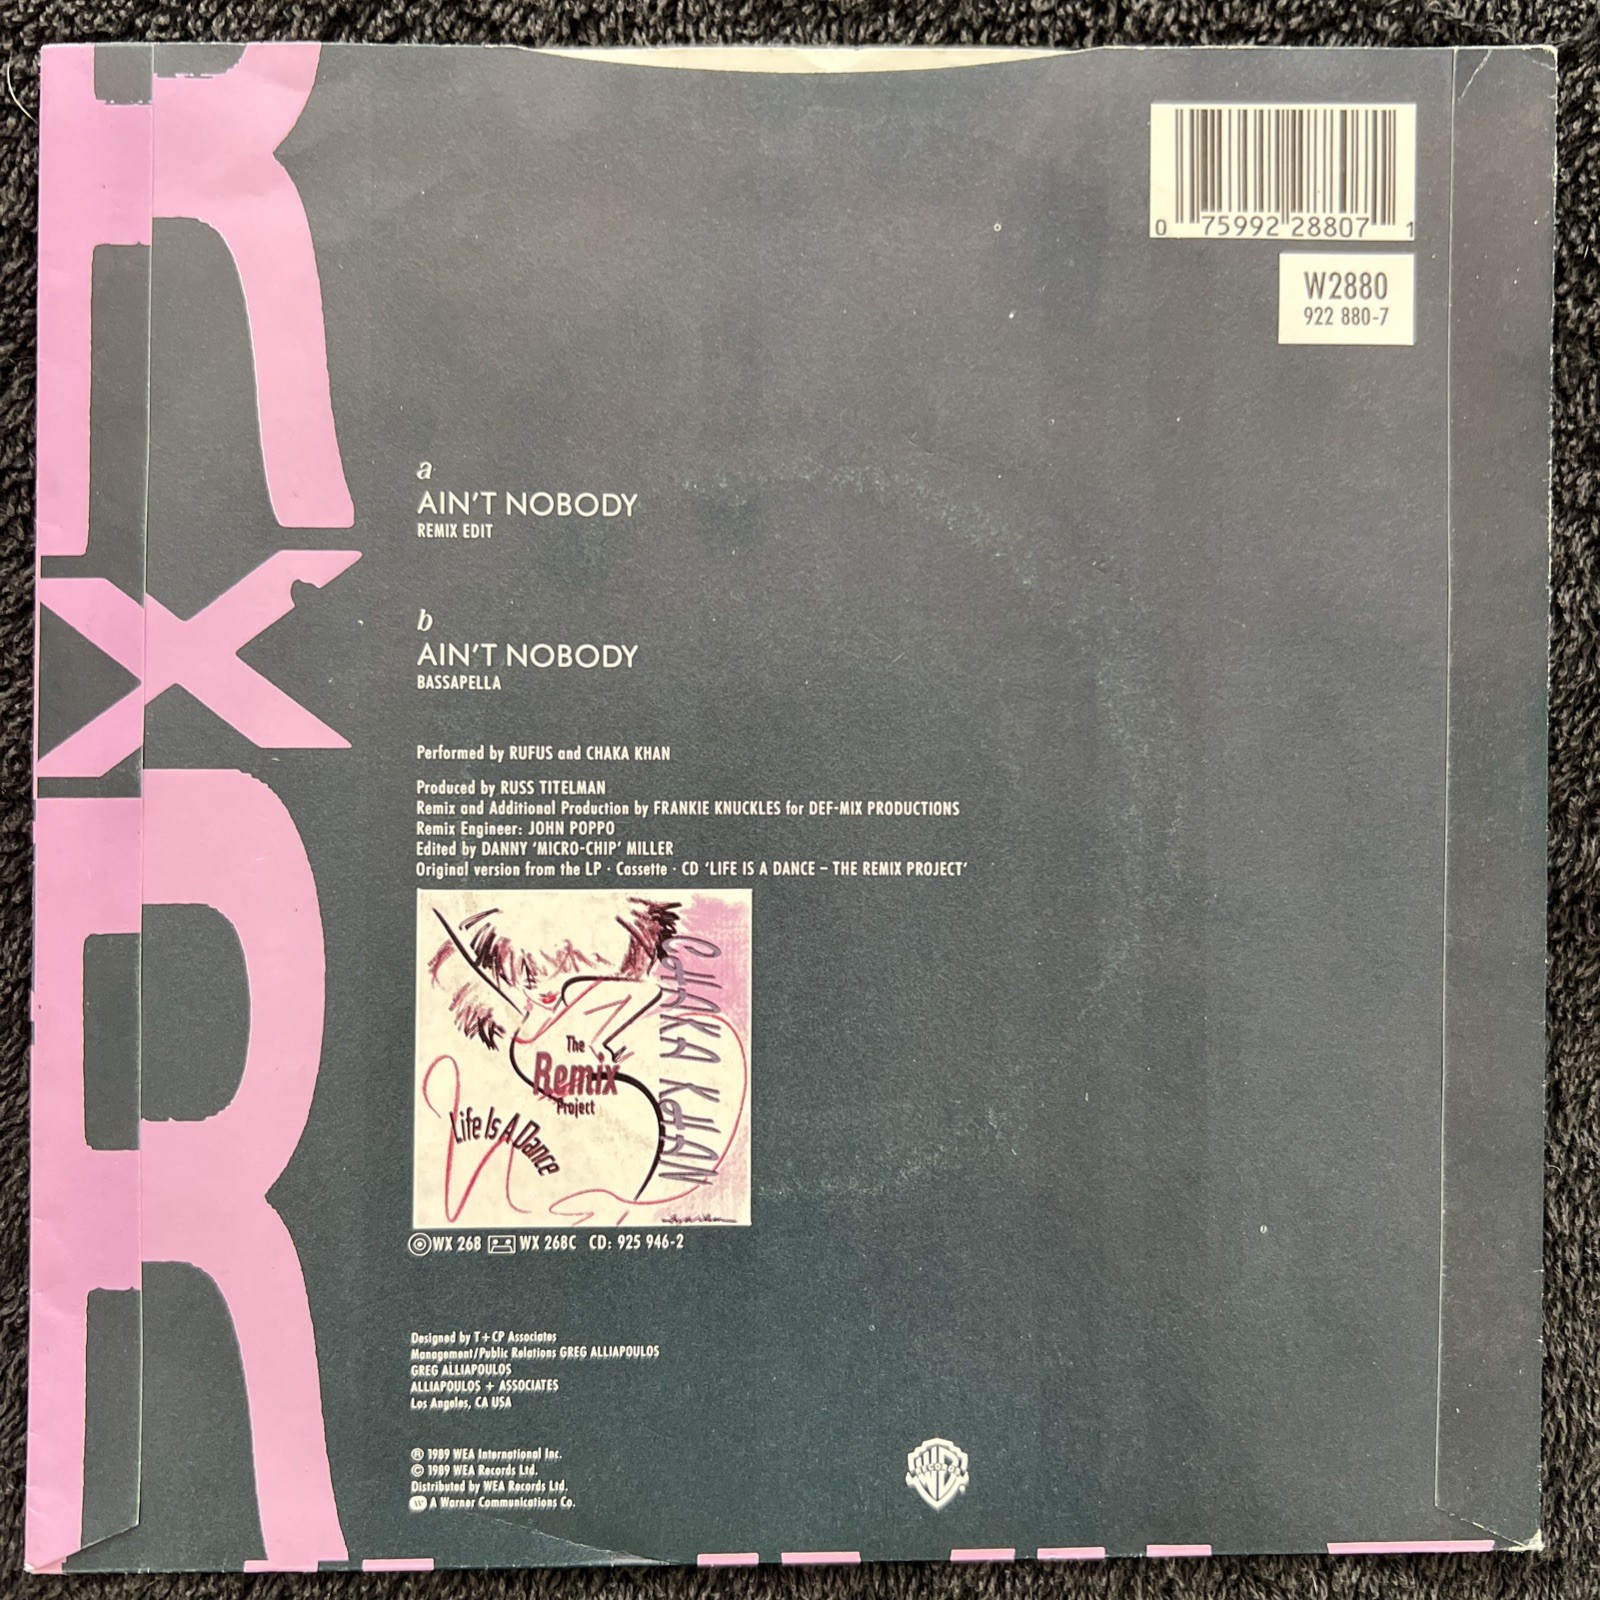 0 75992 28807 1
W2880
922 880-7
R
X
R
a
AIN'T NOBODY
REMIX EDIT
b
AIN'T NOBODY
BASSAPELLA
Performed by RUFUS and CHAKA KHAN
Produced by RUSS TITELMAN
Remix and Additional Production by FRANKIE KNUCKLES for DEF-MIX PRODUCTIONS
Remix Engineer: JOHN POPPO
Edited by DANNY 'MICRO-CHIP' MILLER
Original version from the LP · Cassette · CD 'LIFE IS A DANCE – THE REMIX PROJECT'
CHAKA KHAN
The
Remix
Project
Life Is A Dance
WX 268 WX 268C CD: 925 946-2
Designed by T+CP Associates
Management/Public Relations GREG ALLIAPOULOS
GREG ALLIAPOULOS
ALLIAPOULOS + ASSOCIATES
Los Angeles, CA USA
℗ 1989 WEA International Inc.
© 1989 WEA Records Ltd.
Distributed by WEA Records Ltd.
A Warner Communications Co.
WB
RECORDS